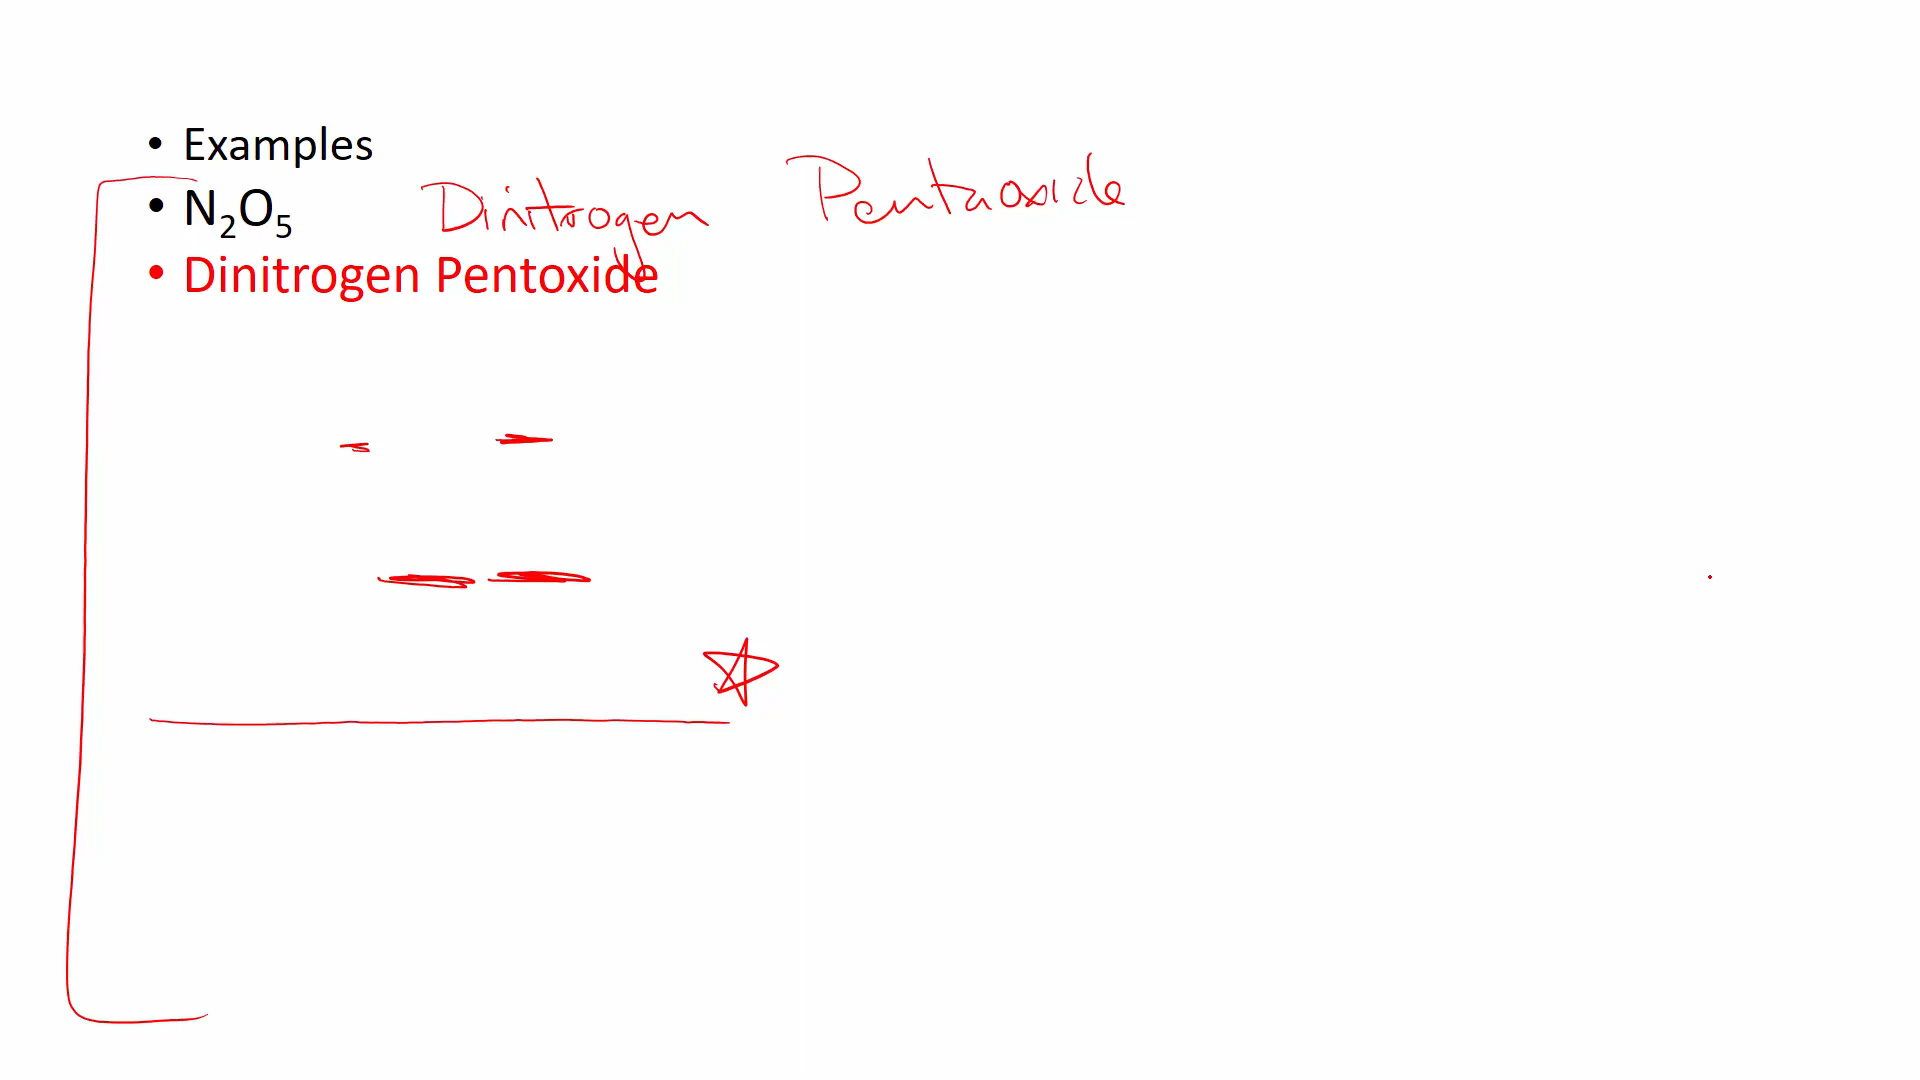 • Examples
• N₂O₅ Dinitrogen Pentaoxide
• Dinitrogen Pentoxide